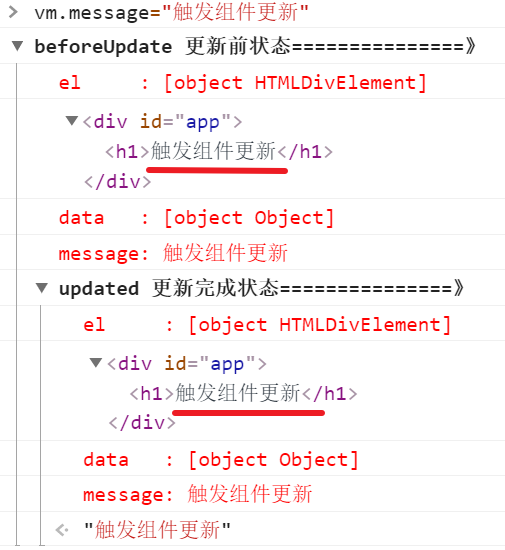 vm.message="触发组件更新"
beforeUpdate 更新前状态===============》
el : [object HTMLDivElement]
<div id="app">
<h1>触发组件更新</h1>
</div>
data : [object Object]
message: 触发组件更新
updated 更新完成状态===============》
el : [object HTMLDivElement]
<div id="app">
<h1>触发组件更新</h1>
</div>
data : [object Object]
message: 触发组件更新
"触发组件更新"